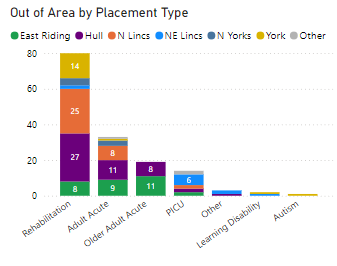 Out of Area by Placement Type
East Riding Hull N Lincs NE Lincs N Yorks York Other
80
60
40
20
0
14
25
27
8
8
11
9
8
11
6
Rehabilitation
Adult Acute
Older Adult Acute
PICU
Other
Learning Disability
Autism